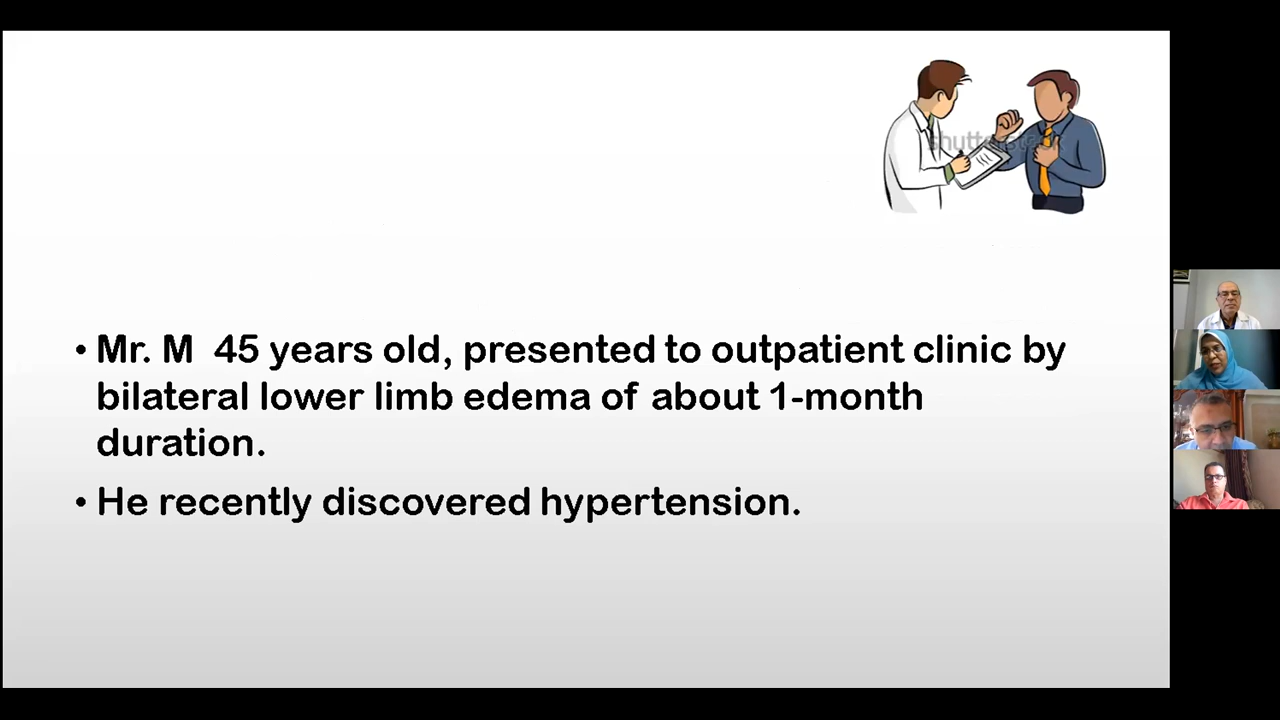 shutterstock
• Mr. M 45 years old, presented to outpatient clinic by
bilateral lower limb edema of about 1-month
duration.
• He recently discovered hypertension.